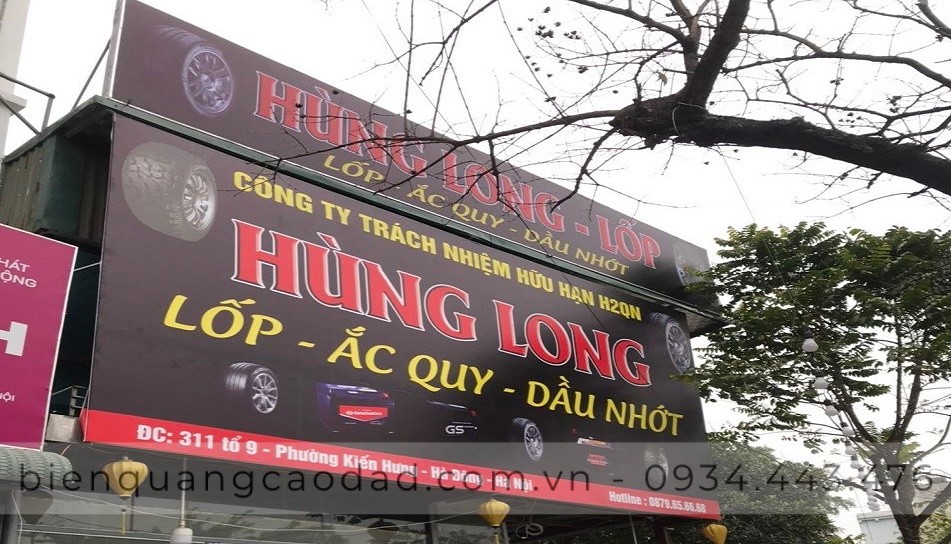 HÙNG LONG - LỐP
LỐP - ẮC QUY - DẦU NHỚT
CÔNG TY TRÁCH NHIỆM HỮU HẠN H2QN
HÙNG LONG
LỐP - ẮC QUY - DẦU NHỚT
GS
ĐC: 311 tổ 9 - Phường Kiến Hưng - Hà Đông - Hà Nội
Hotline : 0879.65.66.68
bienquangcaodad.com.vn - 0934.443.476